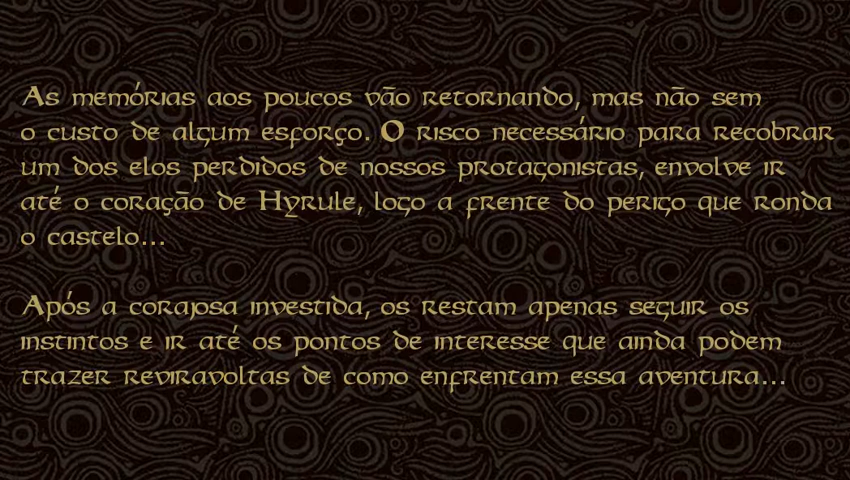 As memórias aos poucos vão retornando, mas não sem
o custo de algum esforço. O risco necessário para recobrar
um dos elos perdidos de nossos protagonistas, envolve ir
até o coração de Hyrule, logo a frente do perigo que ronda
o castelo...
Após a corajosa investida, os restam apenas seguir os
instintos e ir até os pontos de interesse que ainda podem
trazer reviravoltas de como enfrentam essa aventura...